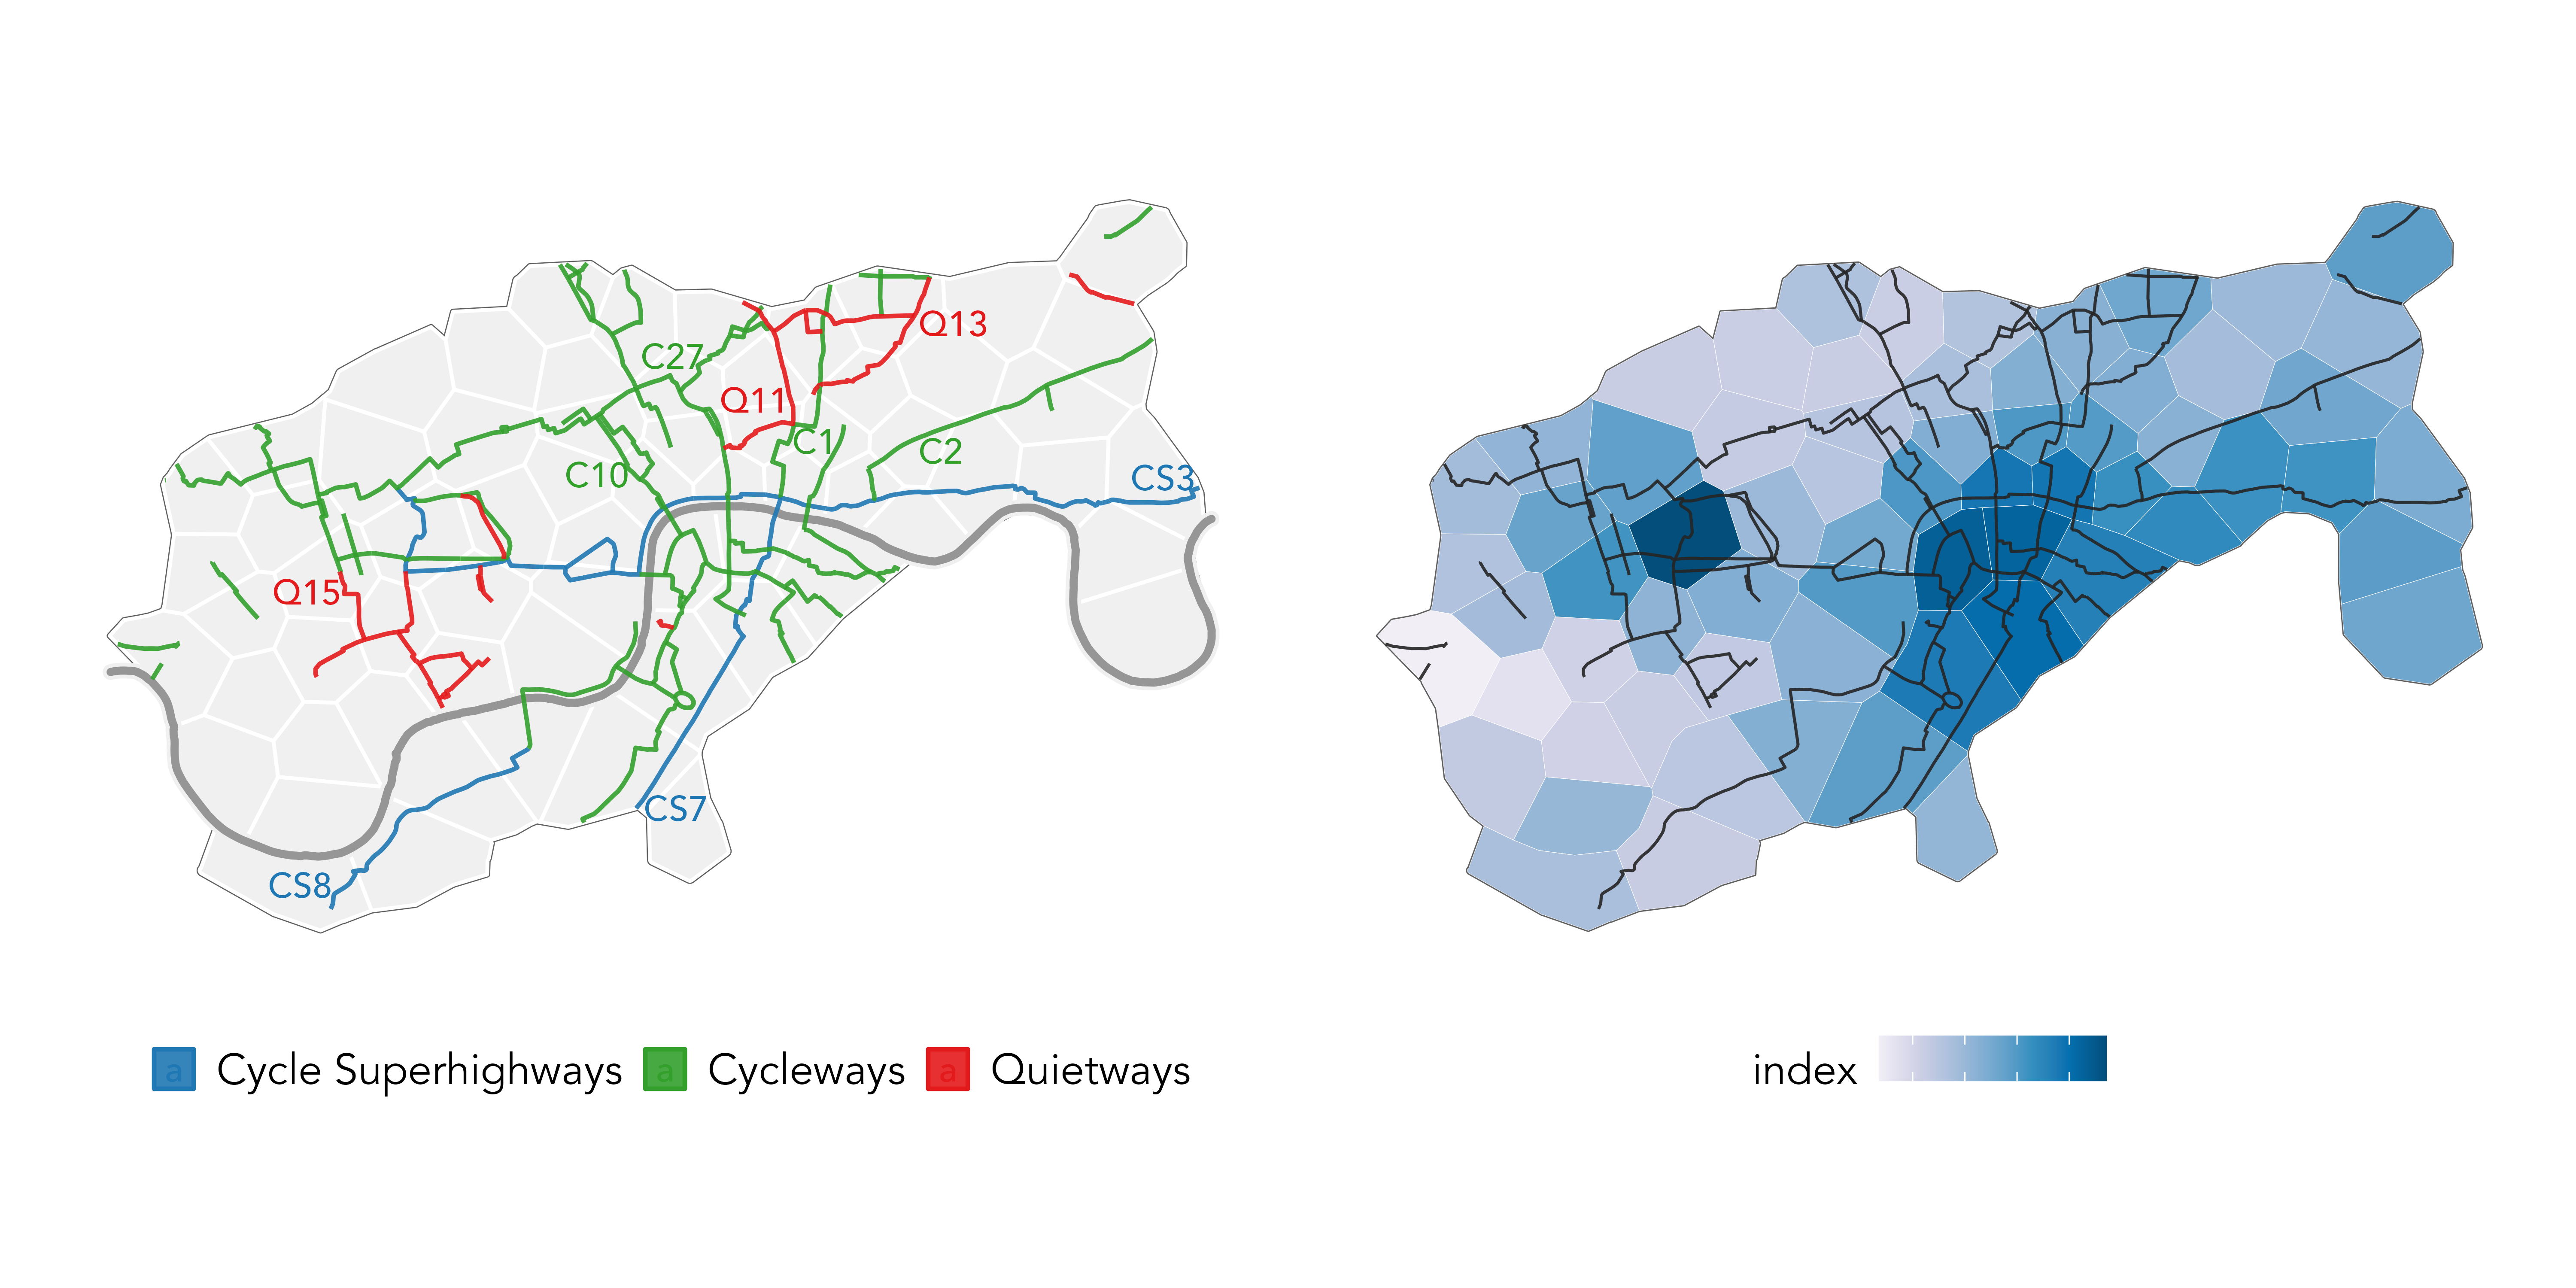 Q13
C27
Q11
C1
C2
C10
CS3
Q15
CS7
CS8
a Cycle Superhighways a Cycleways a Quietways
index